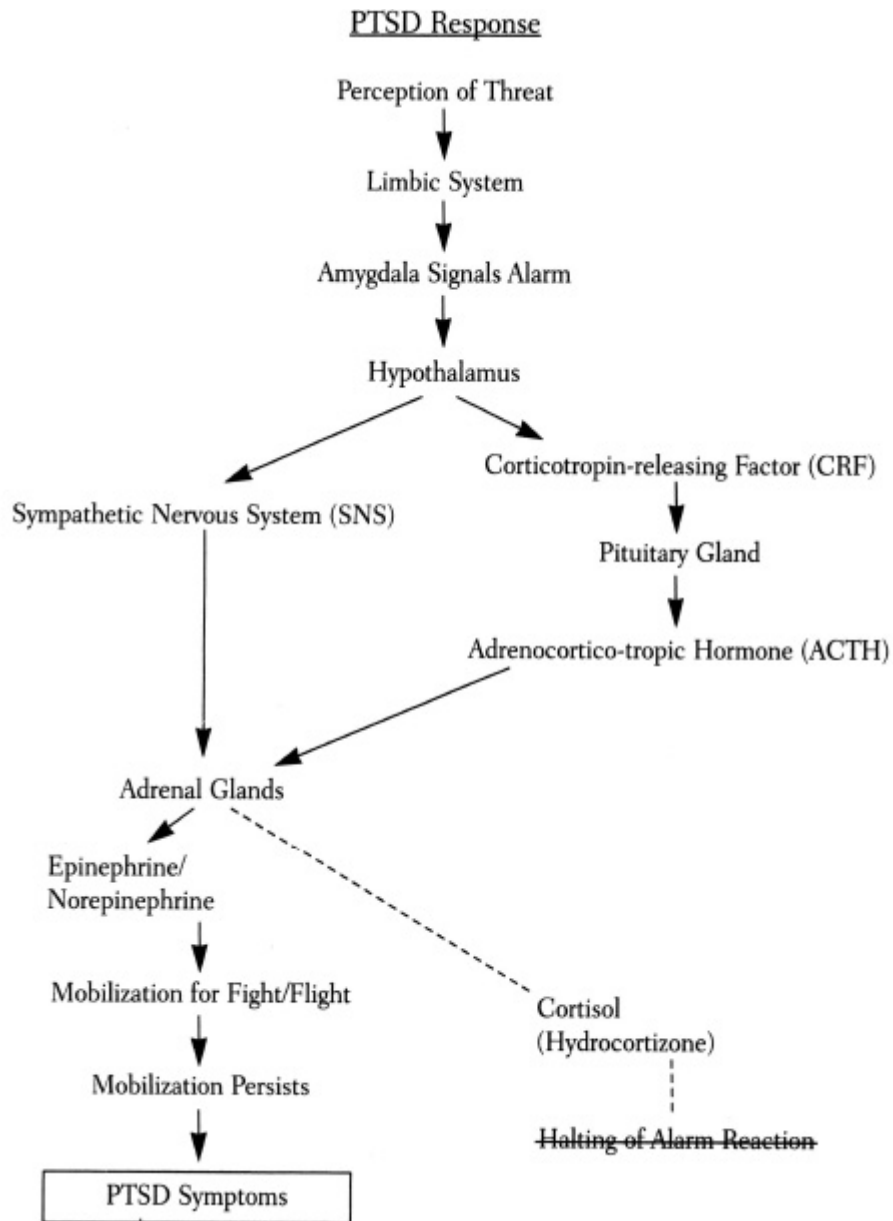 PTSD Response
Perception of Threat
Limbic System
Amygdala Signals Alarm
Hypothalamus
Corticotropin-releasing Factor (CRF)
Sympathetic Nervous System (SNS)
Pituitary Gland
Adrenocortico-tropic Hormone (ACTH)
Adrenal Glands
Epinephrine/
Norepinephrine
Mobilization for Fight/Flight
Cortisol
(Hydrocortizone)
Mobilization Persists
Halting of Alarm Reaction
PTSD Symptoms